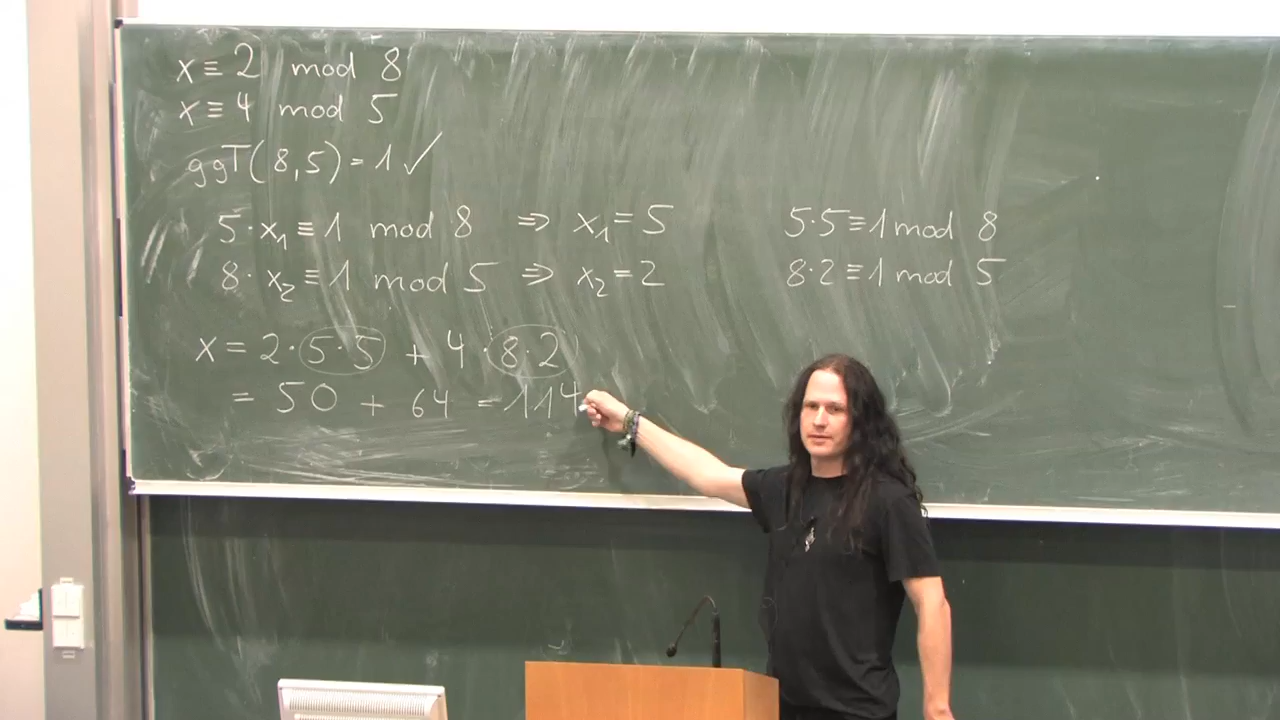 x ≡ 2 mod 8
x ≡ 4 mod 5
ggT(8,5) = 1 ✓
5·x₁ ≡ 1 mod 8 ⇒ x₁ = 5 5·5 ≡ 1 mod 8
8·x₂ ≡ 1 mod 5 ⇒ x₂ = 2 8·2 ≡ 1 mod 5
x = 2·5·5 + 4·8·2
= 50 + 64 = 114